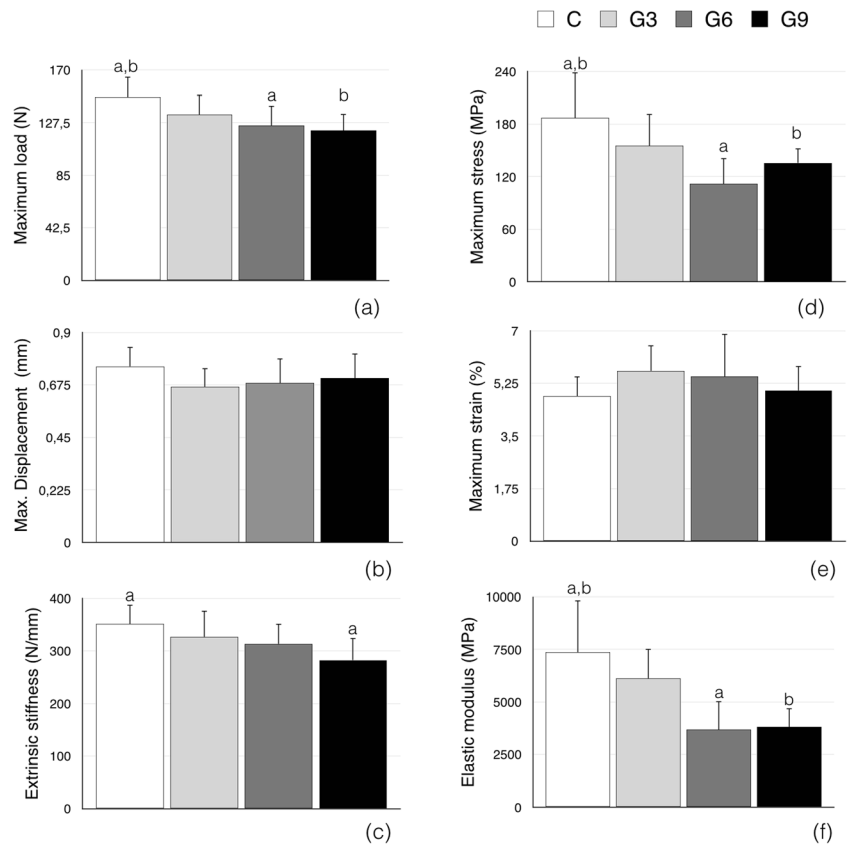 C G3 G6 G9
Maximum load (N)
170
127,5
85
42,5
0
a,b
a
b
(a)
Maximum stress (MPa)
240
180
120
60
0
a,b
a
b
(d)
Max. Displacement (mm)
0,9
0,675
0,45
0,225
0
(b)
Maximum strain (%)
7
5,25
3,5
1,75
0
(e)
Extrinsic stiffness (N/mm)
400
300
200
100
0
a
a
(c)
Elastic modulus (MPa)
10000
7500
5000
2500
0
a,b
a
b
(f)